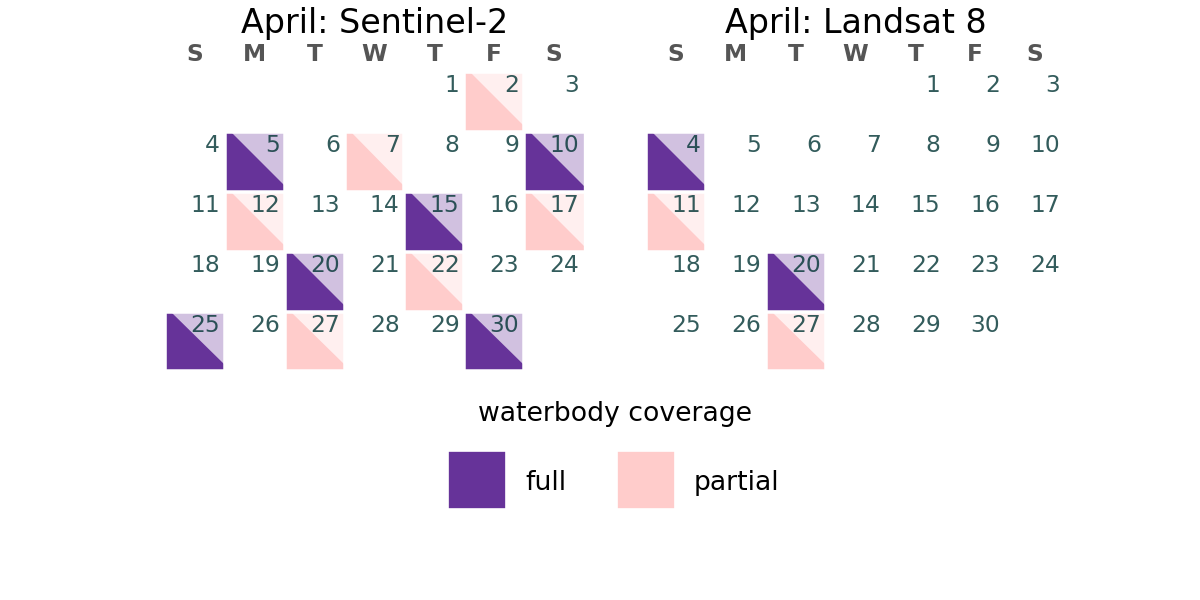 April: Sentinel-2
S M T W T F S
1 2 3
4 5 6 7 8 9 10
11 12 13 14 15 16 17
18 19 20 21 22 23 24
25 26 27 28 29 30
April: Landsat 8
S M T W T F S
1 2 3
4 5 6 7 8 9 10
11 12 13 14 15 16 17
18 19 20 21 22 23 24
25 26 27 28 29 30
waterbody coverage
full partial